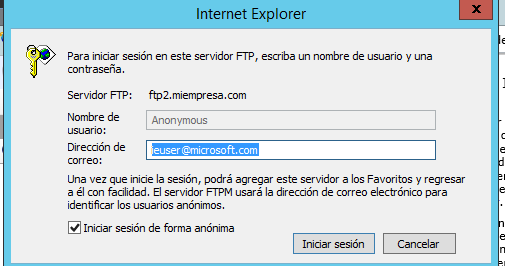 Internet Explorer
x
Para iniciar sesión en este servidor FTP, escriba un nombre de usuario y una
contraseña.
Servidor FTP: ftp2.miempresa.com
Nombre de
usuario:
Anonymous
Dirección de
correo:
ieuser@microsoft.com
Una vez que inicie la sesión, podrá agregar este servidor a los Favoritos y regresar
a él con facilidad. El servidor FTPM usará la dirección de correo electrónico para
identificar los usuarios anónimos.
Iniciar sesión de forma anónima
Iniciar sesión Cancelar